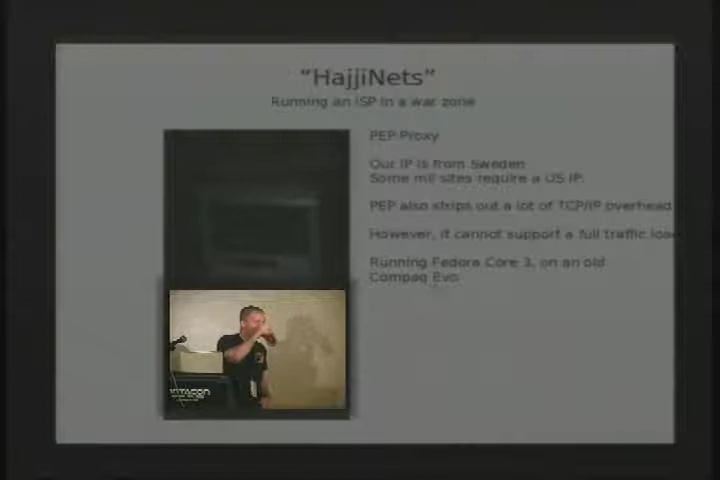 “HajjiNets”
Running an ISP in a war zone
PEP Proxy
Our IP is from Sweden
Some mil sites require a US IP.
PEP also strips out a lot of TCP/IP overhead
However, it cannot support a full traffic
Running Fedora Core 3, on an old
Compaq Evo